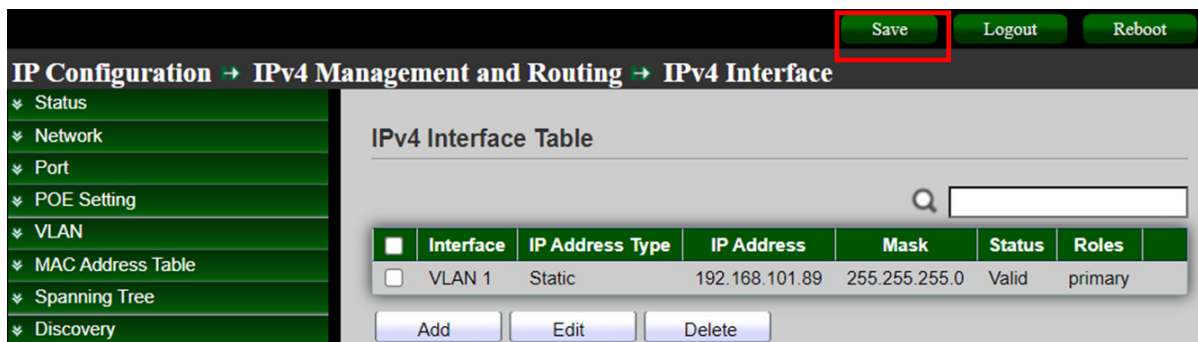 Save Logout Reboot
IP Configuration → IPv4 Management and Routing → IPv4 Interface
Status
Network
Port
POE Setting
VLAN
MAC Address Table
Spanning Tree
Discovery
IPv4 Interface Table
Interface IP Address Type IP Address Mask Status Roles
VLAN 1 Static 192.168.101.89 255.255.255.0 Valid primary
Add Edit Delete